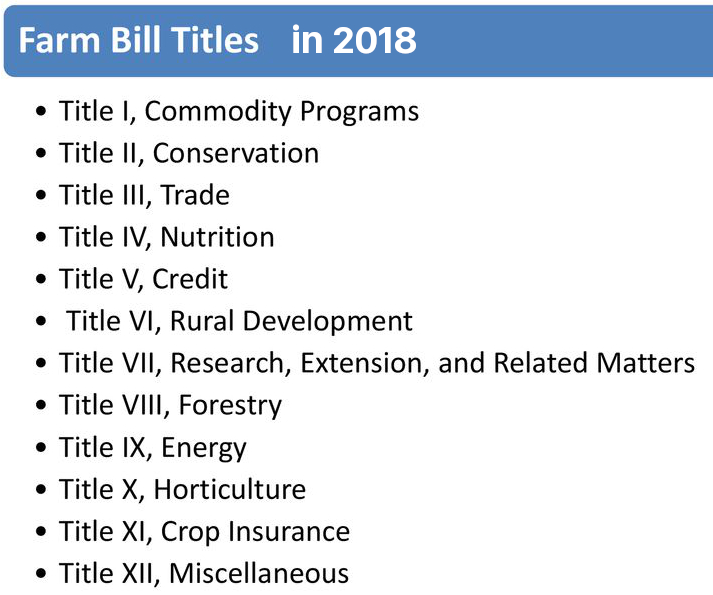 Farm Bill Titles in 2018
• Title I, Commodity Programs
• Title II, Conservation
• Title III, Trade
• Title IV, Nutrition
• Title V, Credit
• Title VI, Rural Development
• Title VII, Research, Extension, and Related Matters
• Title VIII, Forestry
• Title IX, Energy
• Title X, Horticulture
• Title XI, Crop Insurance
• Title XII, Miscellaneous